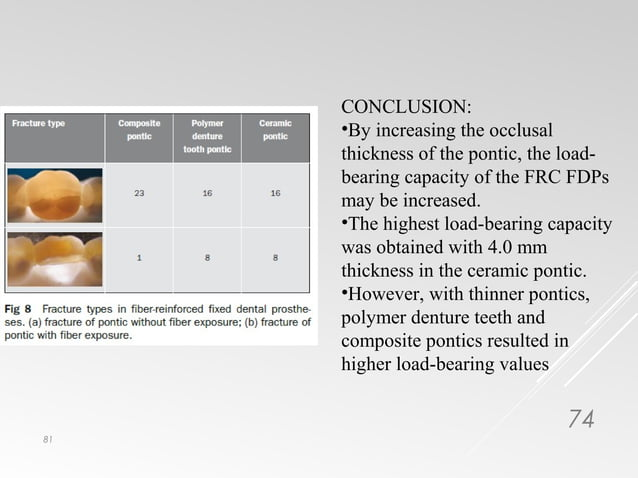 Fracture type Composite pontic Polymer denture tooth pontic Ceramic pontic
23 16 16
1 8 8
Fig 8 Fracture types in fiber-reinforced fixed dental prosthe-
ses. (a) fracture of pontic without fiber exposure; (b) fracture of
pontic with fiber exposure.
CONCLUSION:
•By increasing the occlusal
thickness of the pontic, the load-
bearing capacity of the FRC FDPs
may be increased.
•The highest load-bearing capacity
was obtained with 4.0 mm
thickness in the ceramic pontic.
•However, with thinner pontics,
polymer denture teeth and
composite pontics resulted in
higher load-bearing values
74
81